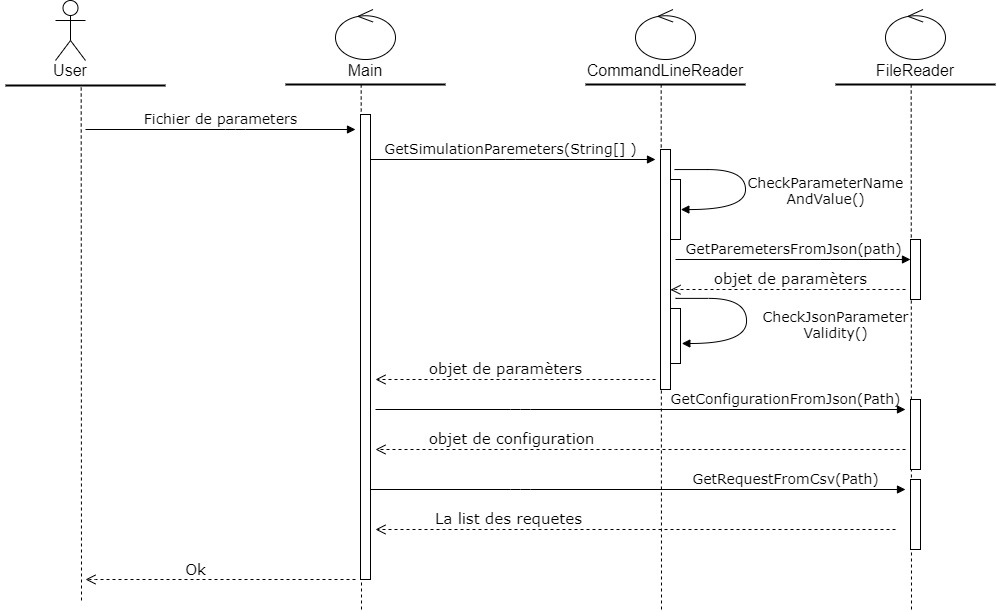 User
Main
CommandLineReader
FileReader
Fichier de parameters
GetSimulationParemeters(String[] )
CheckParameterName
AndValue()
GetParemetersFromJson(path)
objet de paramèters
CheckJsonParameter
Validity()
objet de paramèters
GetConfigurationFromJson(Path)
objet de configuration
GetRequestFromCsv(Path)
La list des requetes
Ok